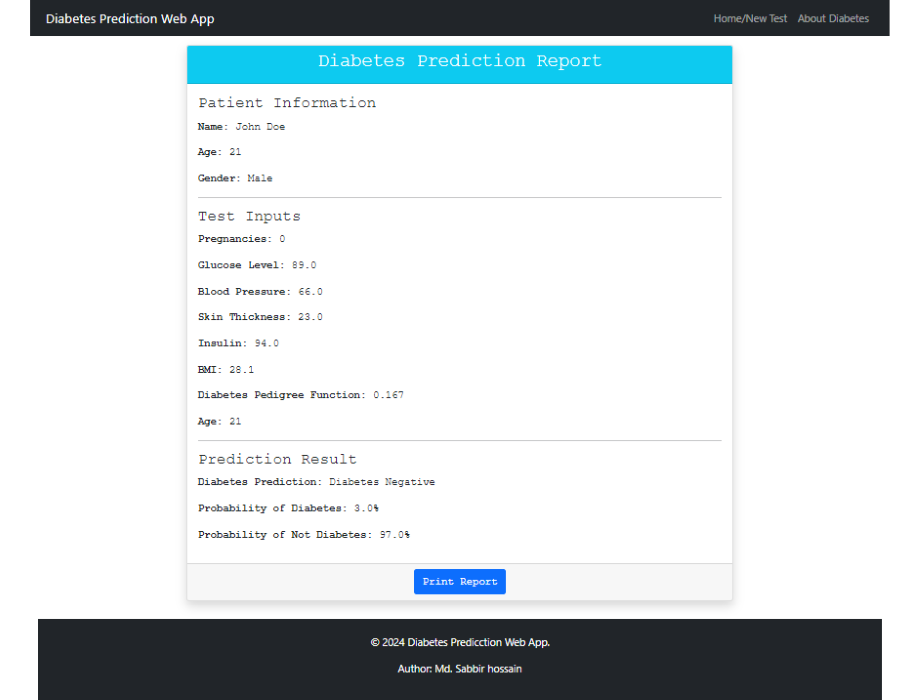 Diabetes Prediction Web App
Home/New Test About Diabetes
Diabetes Prediction Report
Patient Information
Name: John Doe
Age: 21
Gender: Male
Test Inputs
Pregnancies: 0
Glucose Level: 89.0
Blood Pressure: 66.0
Skin Thickness: 23.0
Insulin: 94.0
BMI: 28.1
Diabetes Pedigree Function: 0.167
Age: 21
Prediction Result
Diabetes Prediction: Diabetes Negative
Probability of Diabetes: 3.0%
Probability of Not Diabetes: 97.0%
Print Report
© 2024 Diabetes Predicction Web App.
Author: Md. Sabbir hossain